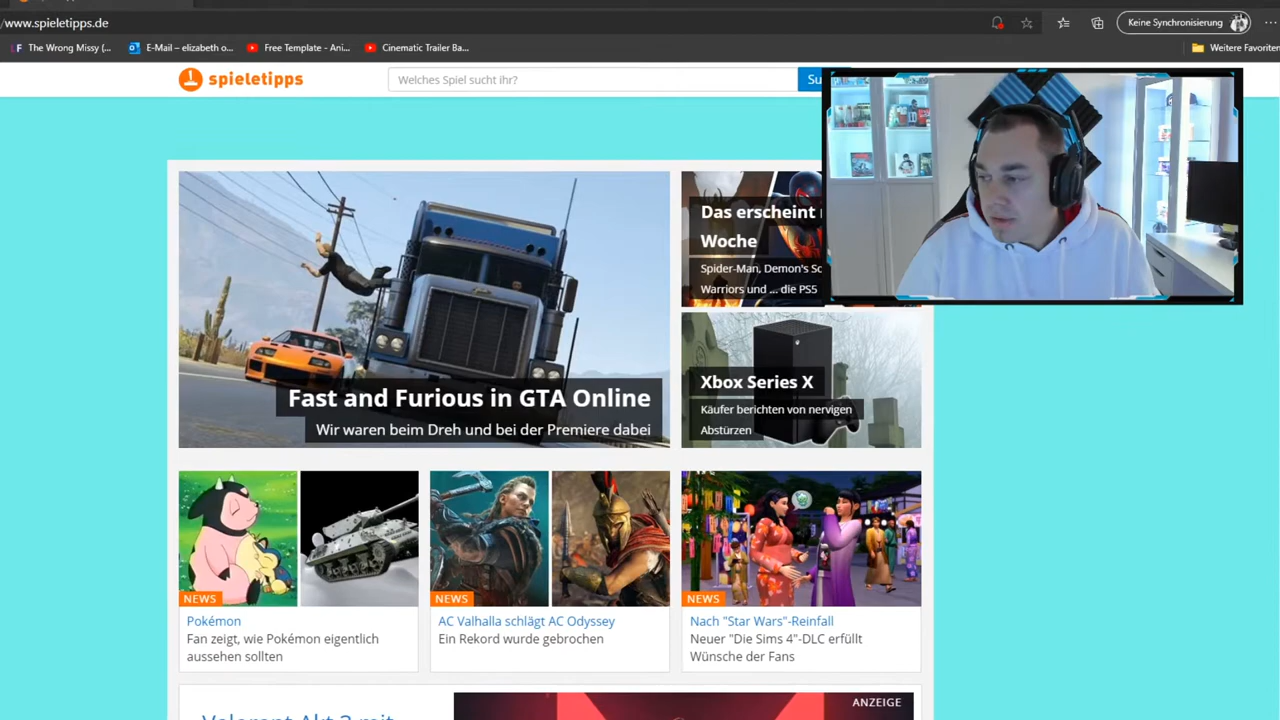 /www.spieletipps.de
Keine Synchronisierung
The Wrong Missy (...
E-Mail – elizabeth o...
Free Template - Ani...
Cinematic Trailer Ba...
Weitere Favoriten
spieletipps
Welches Spiel sucht ihr?
Su
Das erscheint
Woche
Spider-Man, Demon's
Warriors und ... die PS5
Fast and Furious in GTA Online
Wir waren beim Dreh und bei der Premiere dabei
Xbox Series X
Käufer berichten von nervigen
Abstürzen
NEWS
Pokémon
Fan zeigt, wie Pokémon eigentlich
aussehen sollten
NEWS
AC Valhalla schlägt AC Odyssey
Ein Rekord wurde gebrochen
NEWS
Nach "Star Wars"-Reinfall
Neuer "Die Sims 4"-DLC erfüllt
Wünsche der Fans
Valorant Akt 3 mit
ANZEIGE